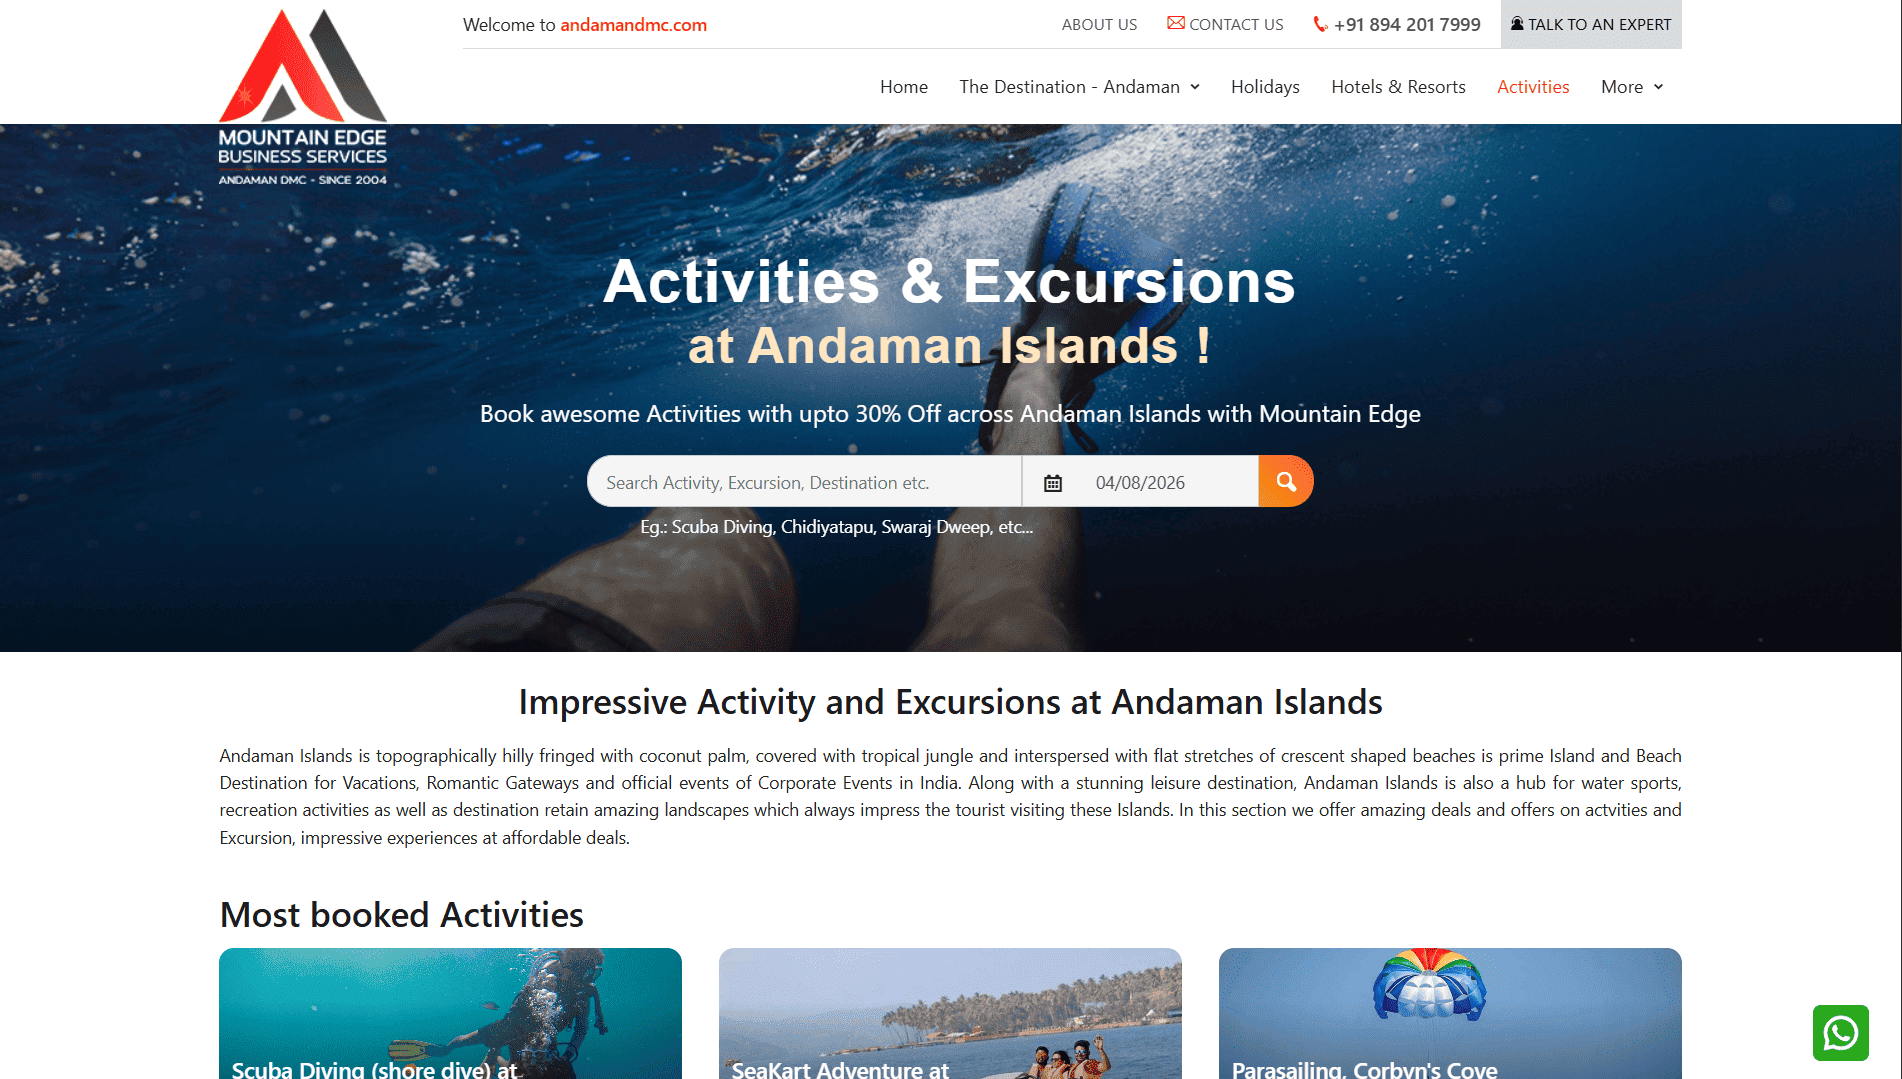 Welcome to andamandmc.com
ABOUT US
CONTACT US
+91 894 201 7999
TALK TO AN EXPERT
MOUNTAIN EDGE
BUSINESS SERVICES
ANDAMAN DMC - SINCE 2004
Home
The Destination - Andaman
Holidays
Hotels & Resorts
Activities
More
Activities & Excursions
at Andaman Islands !
Book awesome Activities with upto 30% Off across Andaman Islands with Mountain Edge
Search Activity, Excursion, Destination etc.
04/08/2026
Eg.: Scuba Diving, Chidiyatapu, Swaraj Dweep, etc...
Impressive Activity and Excursions at Andaman Islands
Andaman Islands is topographically hilly fringed with coconut palm, covered with tropical jungle and interspersed with flat stretches of crescent shaped beaches is prime Island and Beach
Destination for Vacations, Romantic Gateways and official events of Corporate Events in India. Along with a stunning leisure destination, Andaman Islands is also a hub for water sports,
recreation activities as well as destination retain amazing landscapes which always impress the tourist visiting these Islands. In this section we offer amazing deals and offers on actvities and
Excursion, impressive experiences at affordable deals.
Most booked Activities
Scuba Diving (shore dive) at
SeaKart Adventure at
Parasailing, Corbyn's Cove